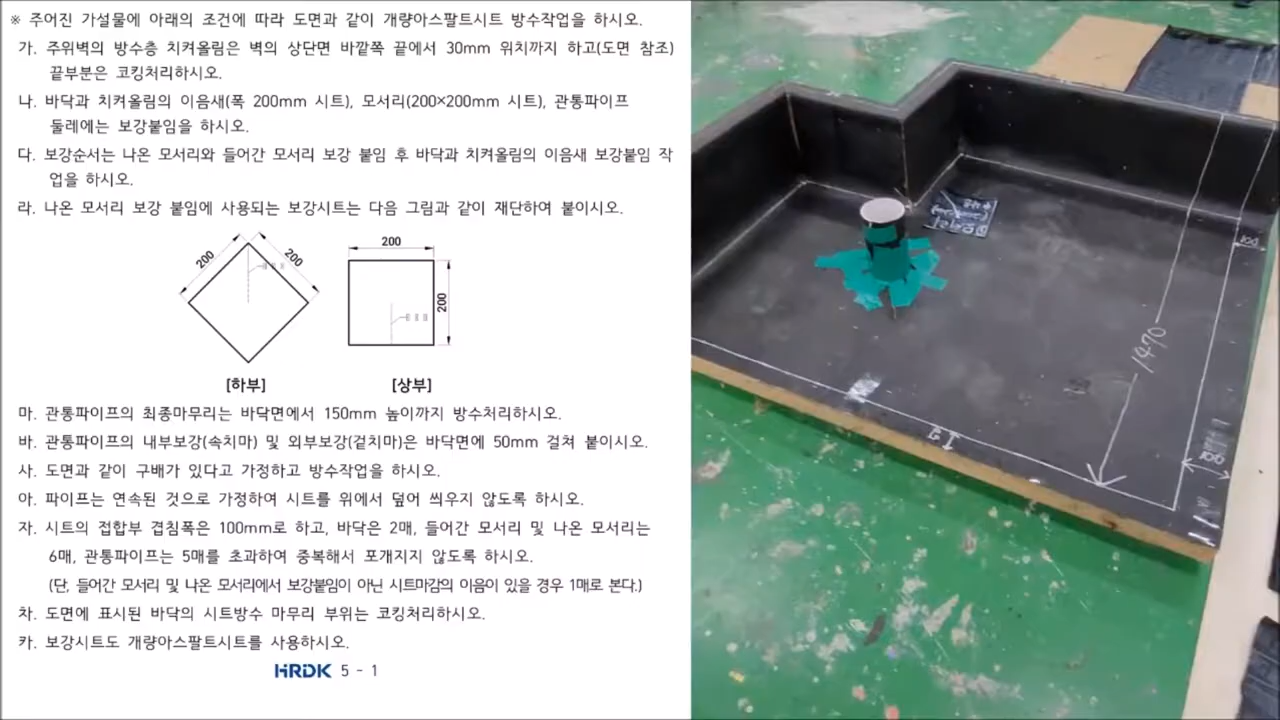 ※ 주어진 가설물에 아래의 조건에 따라 도면과 같이 개량아스팔트시트 방수작업을 하시오.
가. 주위벽의 방수층 치켜올림은 벽의 상단면 바깥쪽 끝에서 30mm 위치까지 하고(도면 참조)
끝부분은 코킹처리하시오.
나. 바닥과 치켜올림의 이음새(폭 200mm 시트), 모서리(200×200mm 시트), 관통파이프
둘레에는 보강붙임을 하시오.
다. 보강순서는 나온 모서리와 들어간 모서리 보강 붙임 후 바닥과 치켜올림의 이음새 보강붙임 작
업을 하시오.
라. 나온 모서리 보강 붙임에 사용되는 보강시트는 다음 그림과 같이 재단하여 붙이시오.
200 200 200
200
[하부] [상부]
마. 관통파이프의 최종마무리는 바닥면에서 150mm 높이까지 방수처리하시오.
바. 관통파이프의 내부보강(속치마) 및 외부보강(겉치마)은 바닥면에 50mm 걸쳐 붙이시오.
사. 도면과 같이 구배가 있다고 가정하고 방수작업을 하시오.
아. 파이프는 연속된 것으로 가정하여 시트를 위에서 덮어 씌우지 않도록 하시오.
자. 시트의 접합부 겹침폭은 100mm로 하고, 바닥은 2매, 들어간 모서리 및 나온 모서리는
6매, 관통파이프는 5매를 초과하여 중복해서 포개지지 않도록 하시오.
(단, 들어간 모서리 및 나온 모서리에서 보강붙임이 아닌 시트마감의 이음이 있을 경우 1매로 본다.)
차. 도면에 표시된 바닥의 시트방수 마무리 부위는 코킹처리하시오.
카. 보강시트도 개량아스팔트시트를 사용하시오.
HRDK 5 - 1
100
1470